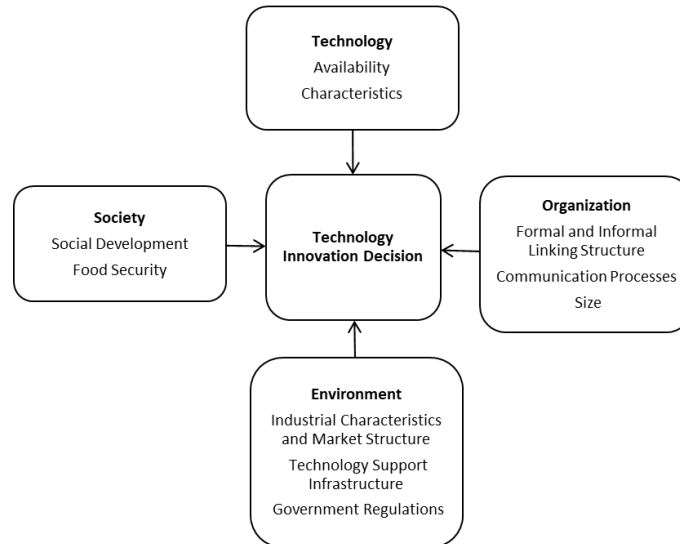 Technology
Availability
Characteristics
Society
Social Development
Food Security
Technology
Innovation Decision
Organization
Formal and Informal
Linking Structure
Communication Processes
Size
Environment
Industrial Characteristics
and Market Structure
Technology Support
Infrastructure
Government Regulations